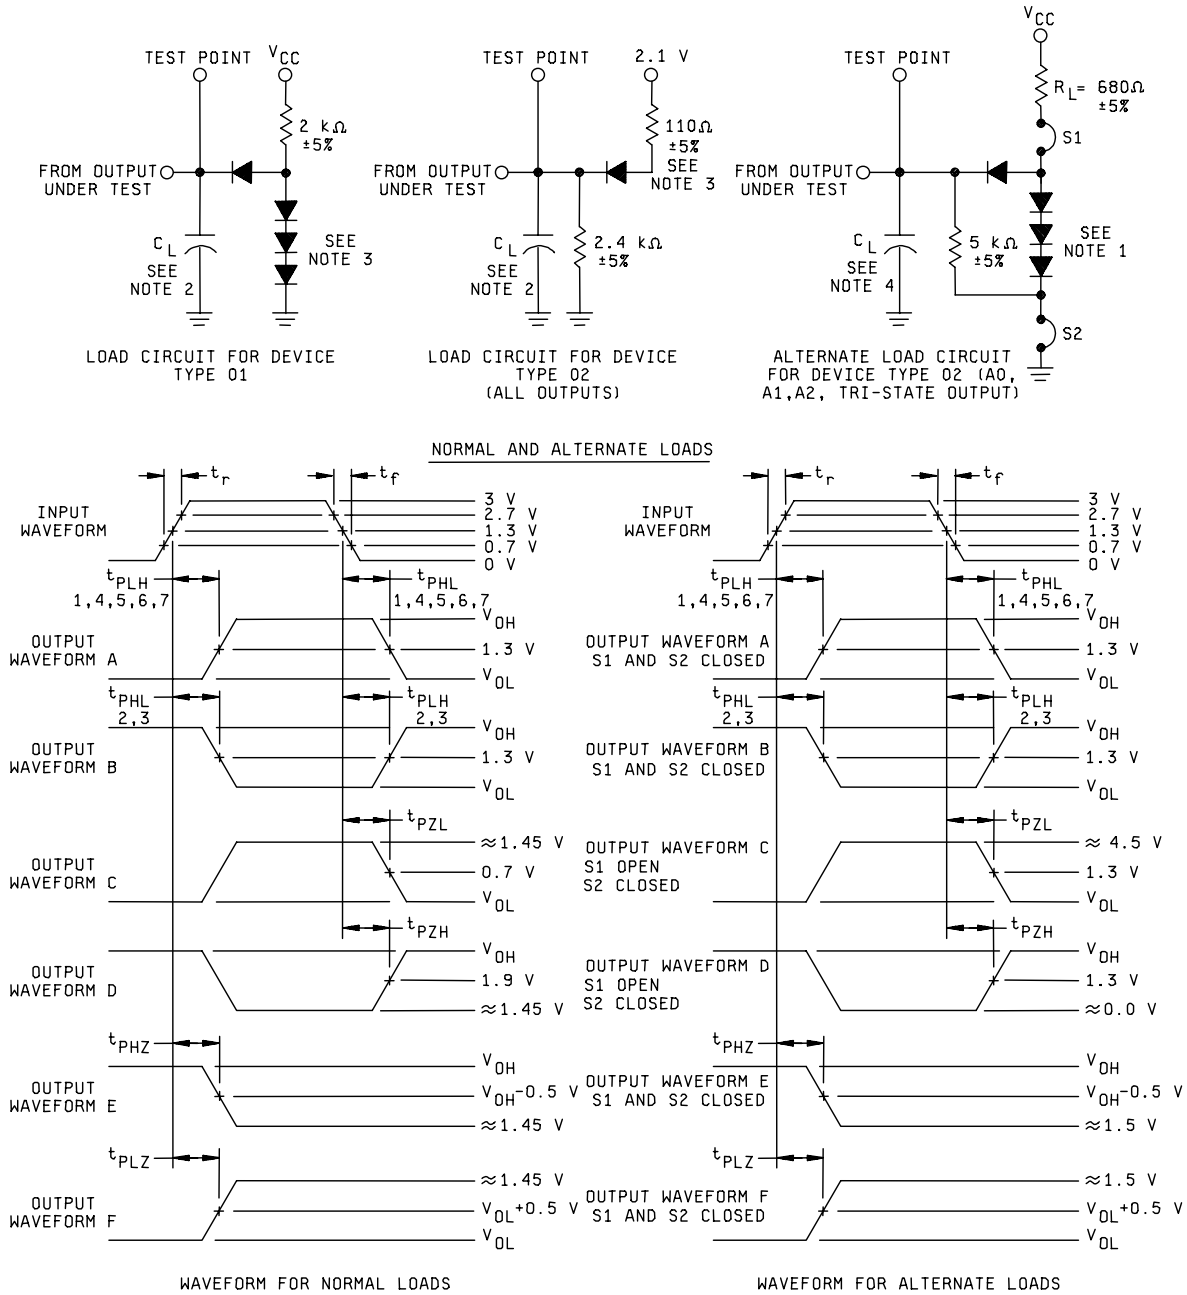 TEST POINT
V CC
2 kΩ
±5%
FROM OUTPUT
UNDER TEST
C L
SEE
NOTE 2
SEE
NOTE 3
LOAD CIRCUIT FOR DEVICE
TYPE 01
TEST POINT
2.1 V
110Ω
±5%
SEE
NOTE 3
FROM OUTPUT
UNDER TEST
C L
SEE
NOTE 2
2.4 kΩ
±5%
LOAD CIRCUIT FOR DEVICE
TYPE 02
(ALL OUTPUTS)
V CC
TEST POINT
R L = 680Ω
±5%
S1
FROM OUTPUT
UNDER TEST
C L
SEE
NOTE 4
5 kΩ
±5%
SEE
NOTE 1
S2
ALTERNATE LOAD CIRCUIT
FOR DEVICE TYPE 02 (A0,
A1,A2, TRI-STATE OUTPUT)
NORMAL AND ALTERNATE LOADS
t r
t f
INPUT
WAVEFORM
3 V
2.7 V
1.3 V
0.7 V
0 V
t PLH
1,4,5,6,7
t PHL
1,4,5,6,7
OUTPUT
WAVEFORM A
V OH
1.3 V
V OL
t PHL
2,3
t PLH
2,3
OUTPUT
WAVEFORM B
V OH
1.3 V
V OL
t PZL
OUTPUT
WAVEFORM C
≈1.45 V
0.7 V
V OL
t PZH
OUTPUT
WAVEFORM D
V OH
1.9 V
≈1.45 V
t PHZ
OUTPUT
WAVEFORM E
V OH
V OH -0.5 V
≈1.45 V
t PLZ
OUTPUT
WAVEFORM F
≈1.45 V
V OL +0.5 V
V OL
WAVEFORM FOR NORMAL LOADS
t r
t f
INPUT
WAVEFORM
3 V
2.7 V
1.3 V
0.7 V
0 V
t PLH
1,4,5,6,7
t PHL
1,4,5,6,7
OUTPUT WAVEFORM A
S1 AND S2 CLOSED
V OH
1.3 V
V OL
t PHL
2,3
t PLH
2,3
OUTPUT WAVEFORM B
S1 AND S2 CLOSED
V OH
1.3 V
V OL
t PZL
OUTPUT WAVEFORM C
S1 OPEN
S2 CLOSED
≈ 4.5 V
1.3 V
V OL
t PZH
OUTPUT WAVEFORM D
S1 OPEN
S2 CLOSED
V OH
1.3 V
≈0.0 V
t PHZ
OUTPUT WAVEFORM E
S1 AND S2 CLOSED
V OH
V OH -0.5 V
≈1.5 V
t PLZ
OUTPUT WAVEFORM F
S1 AND S2 CLOSED
≈1.5 V
V OL +0.5 V
V OL
WAVEFORM FOR ALTERNATE LOADS